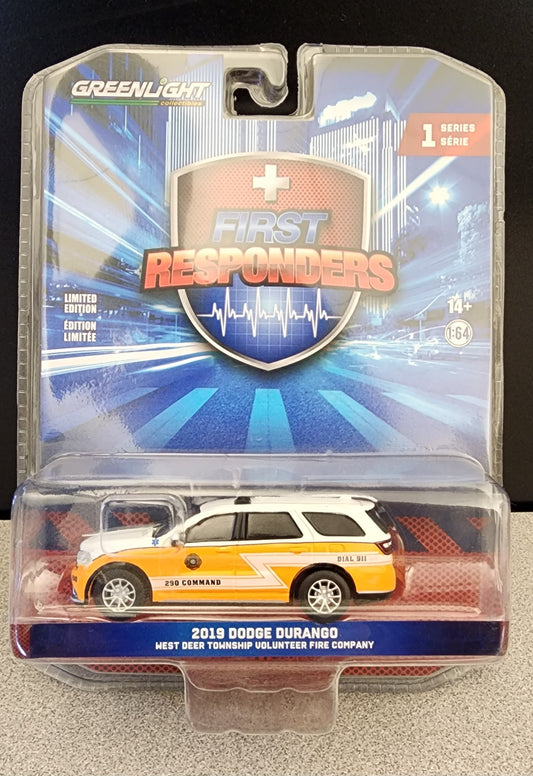 GREENLIGHT
collectibles
1 SERIES
SÉRIE
FIRST
RESPONDERS
LIMITED
EDITION
ÉDITION
LIMITÉE
14+
1:64
290 COMMAND
DIAL 911
2019 DODGE DURANGO
WEST DEER TOWNSHIP VOLUNTEER FIRE COMPANY